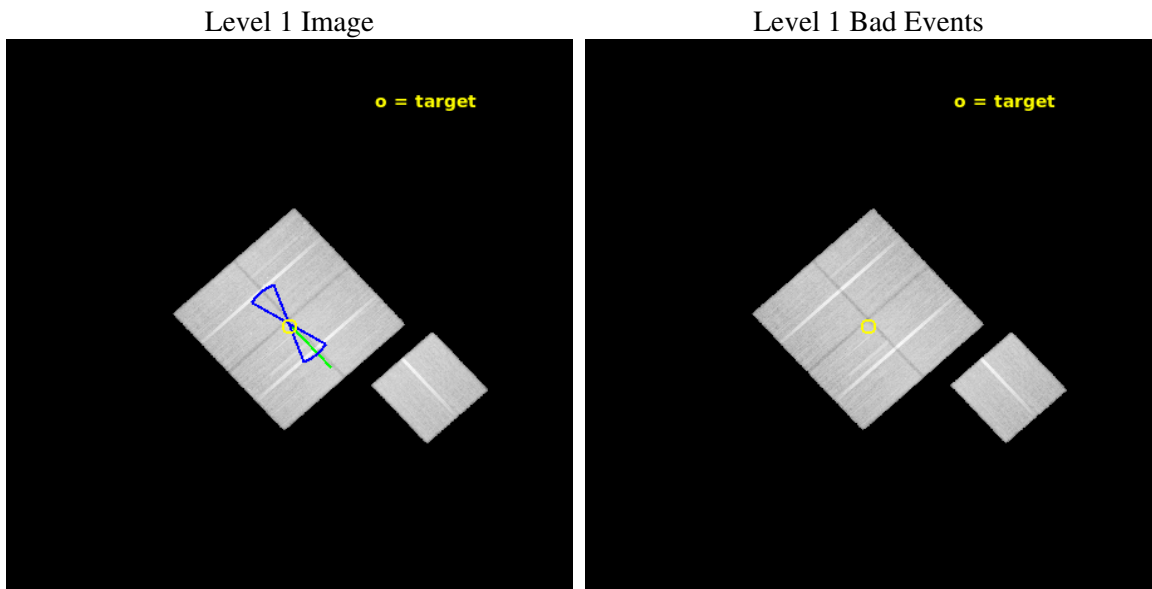 Level 1 Image
Level 1 Bad Events
o = target
o = target